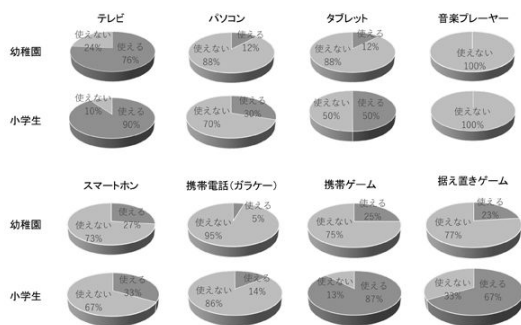 テレビ
パソコン
タブレット
音楽プレーヤー
幼稚園
使えない 24%
使える 76%
使える 12%
使えない 88%
使える 12%
使えない 88%
使えない 100%
小学生
使えない 10%
使える 90%
使える 30%
使えない 70%
使えない 50%
使える 50%
使えない 100%
スマートホン
携帯電話(ガラケー)
携帯ゲーム
据え置きゲーム
幼稚園
使える 27%
使えない 73%
使える 5%
使えない 95%
使える 25%
使えない 75%
使える 23%
使えない 77%
小学生
使える 33%
使えない 67%
使える 14%
使えない 86%
使えない 13%
使える 87%
使えない 33%
使える 67%